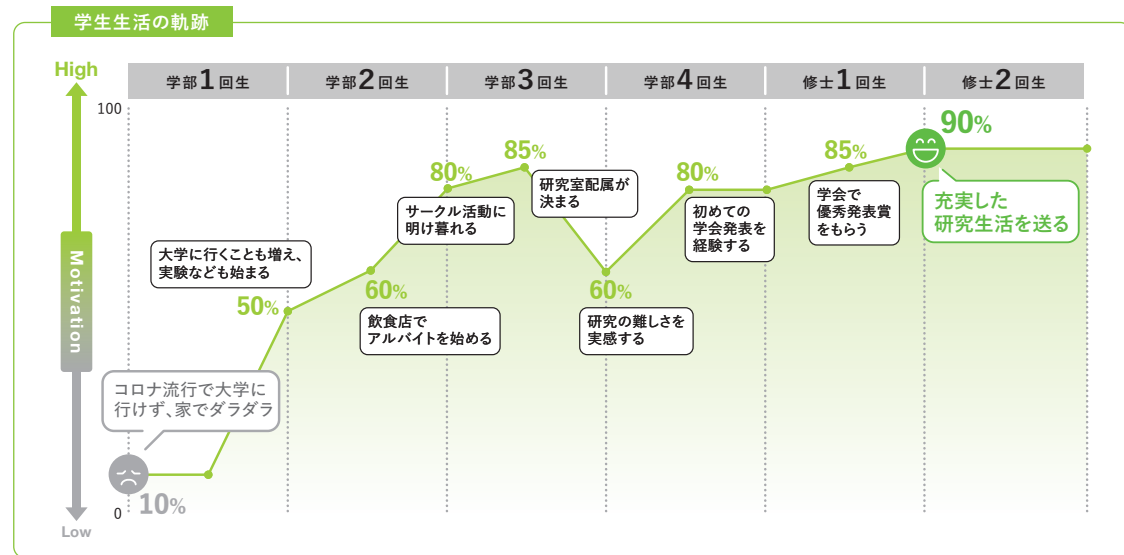 学生生活の軌跡
High
学部1回生
学部2回生
学部3回生
学部4回生
修士1回生
修士2回生
100
Motivation
0
Low
コロナ流行で大学に
行けず、家でダラダラ
10%
大学に行くことも増え、
実験なども始まる
50%
60%
飲食店で
アルバイトを始める
80%
サークル活動に
明け暮れる
85%
研究室配属が
決まる
60%
研究の難しさを
実感する
80%
初めての
学会発表を
経験する
85%
学会で
優秀発表賞
をもらう
90%
充実した
研究生活を送る